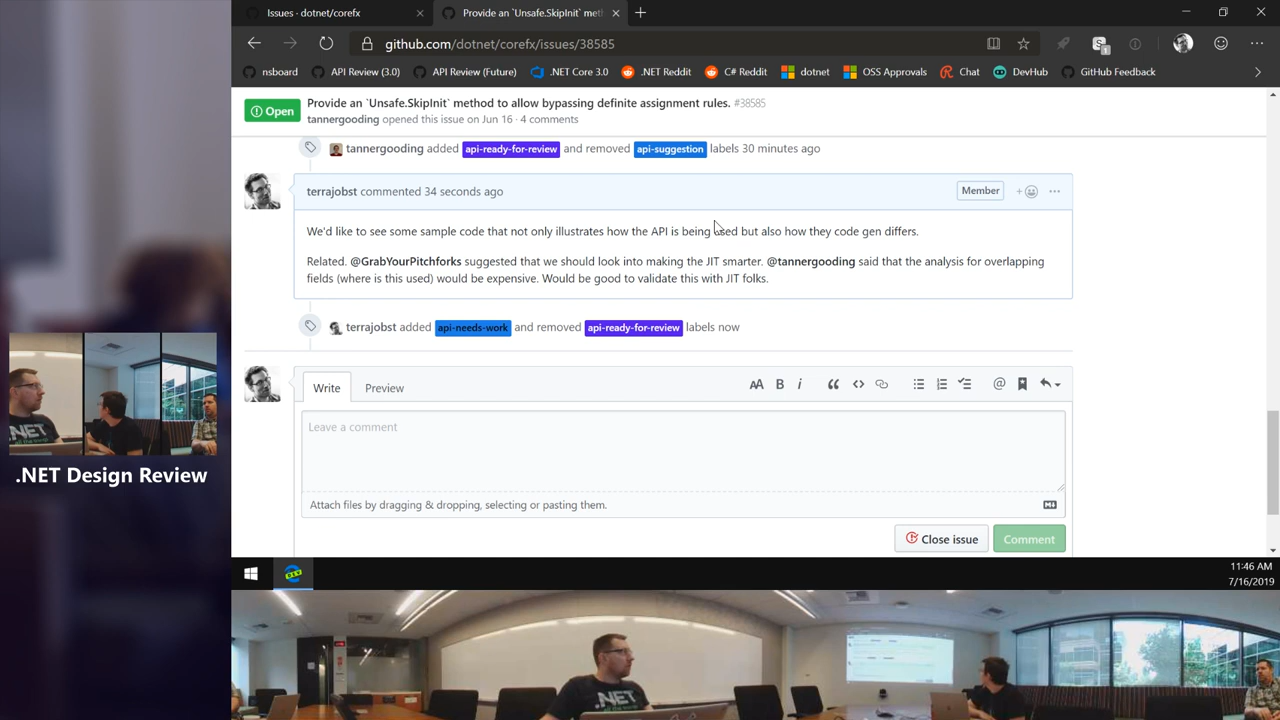 Issues · dotnet/corefx
Provide an `Unsafe.SkipInit` met
github.com/dotnet/corefx/issues/38585
nsboard
API Review (3.0)
API Review (Future)
.NET Core 3.0
.NET Reddit
C# Reddit
dotnet
OSS Approvals
Chat
DevHub
GitHub Feedback
Open
Provide an `Unsafe.SkipInit` method to allow bypassing definite assignment rules. #38585
tannergooding opened this issue on Jun 16 · 4 comments
tannergooding added api-ready-for-review and removed api-suggestion labels 30 minutes ago
terrajobst commented 34 seconds ago
Member
We'd like to see some sample code that not only illustrates how the API is being used but also how they code gen differs.
Related. @GrabYourPitchforks suggested that we should look into making the JIT smarter. @tannergooding said that the analysis for overlapping
fields (where is this used) would be expensive. Would be good to validate this with JIT folks.
terrajobst added api-needs-work and removed api-ready-for-review labels now
Write
Preview
AA B i
Leave a comment
Attach files by dragging & dropping, selecting or pasting them.
Close issue
Comment
11:46 AM
7/16/2019
.NET
.NET Design Review
.NET